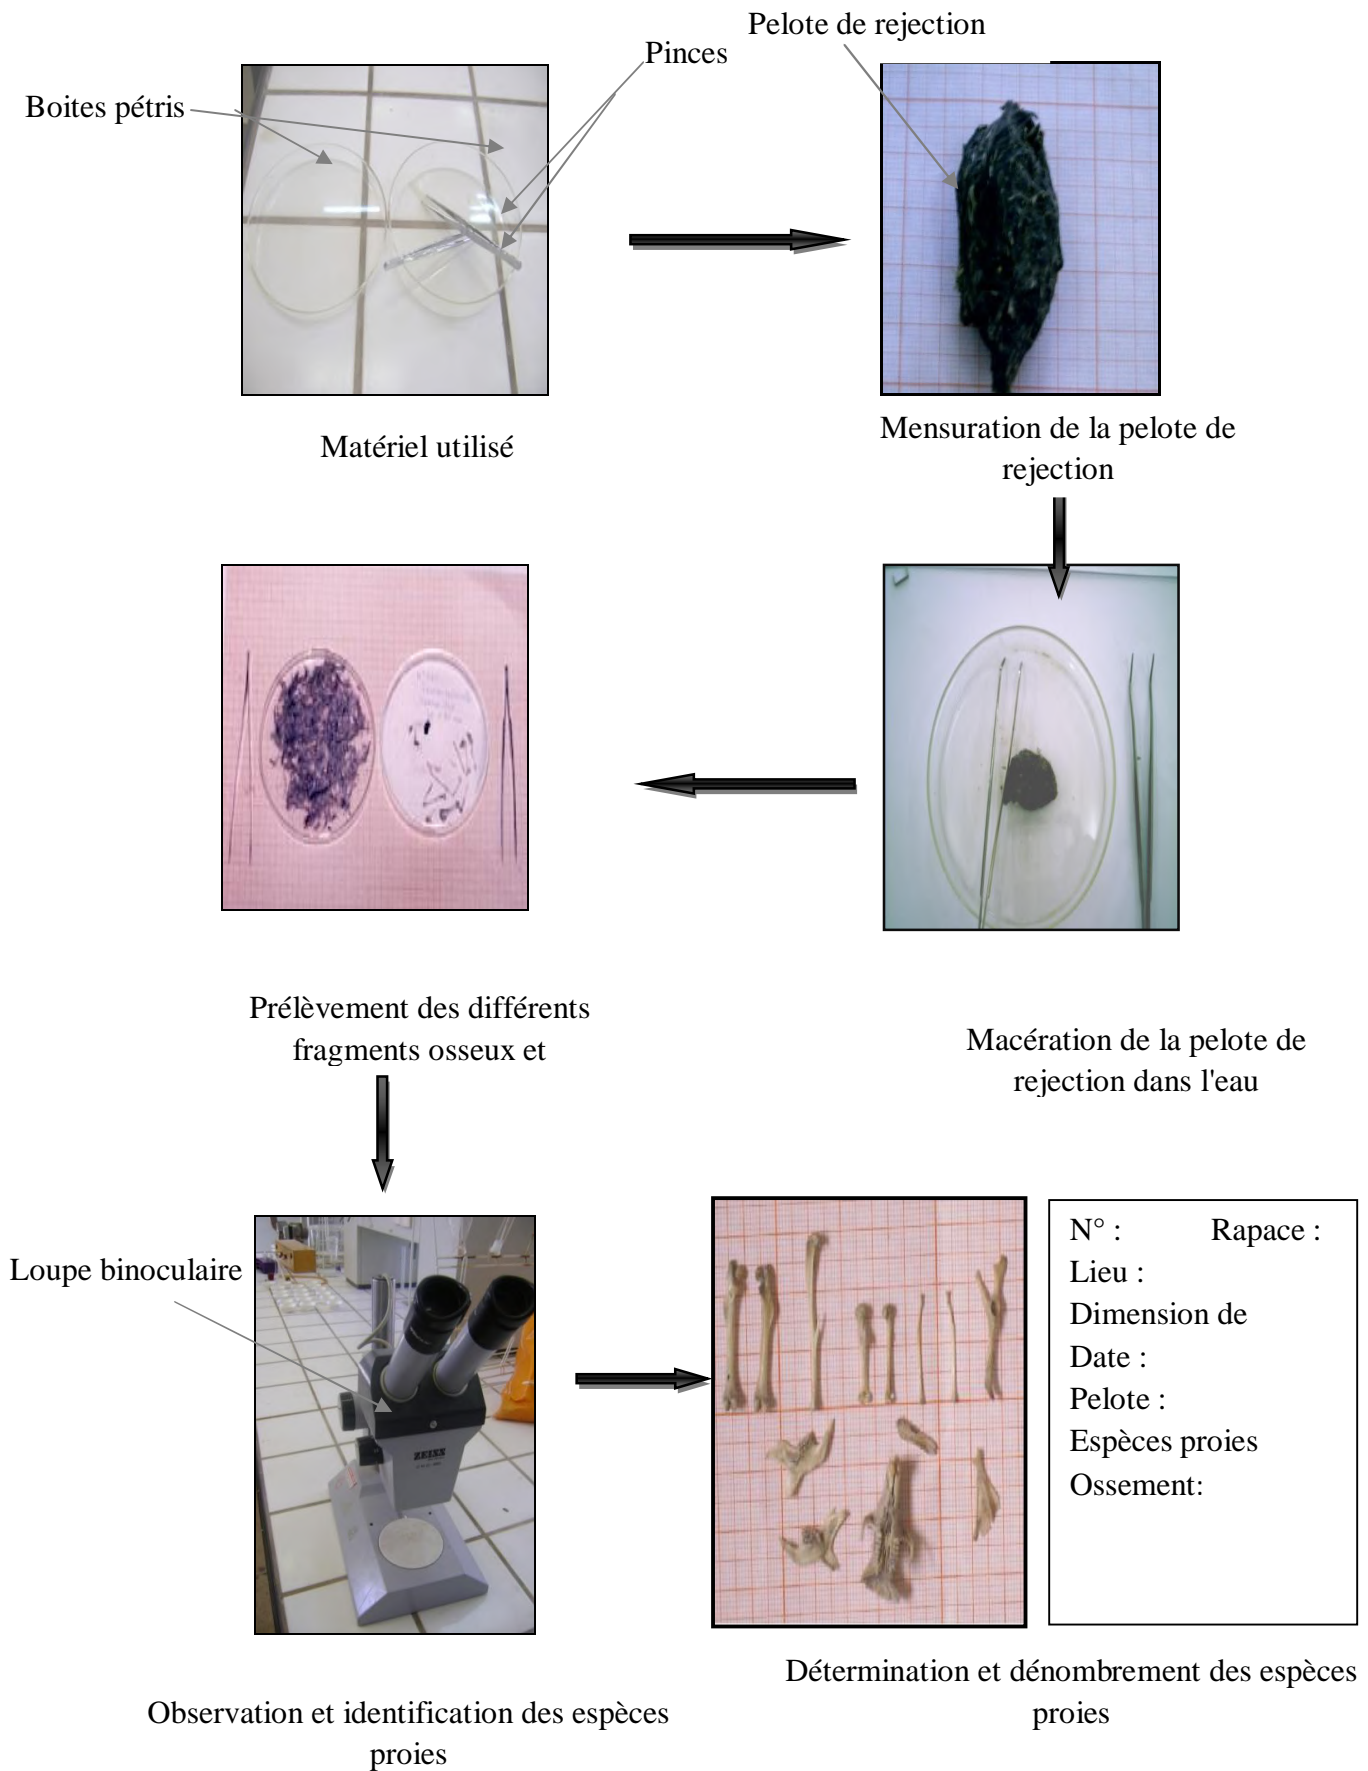 Pelote de rejection
Pinces
Boites pétris
Matériel utilisé
Mensuration de la pelote de
rejection
Prélèvement des différents
fragments osseux et
Macération de la pelote de
rejection dans l'eau
Loupe binoculaire
ZEISS
N° : Rapace :
Lieu :
Dimension de
Date :
Pelote :
Espèces proies
Ossement:
Détermination et dénombrement des espèces
proies
Observation et identification des espèces
proies